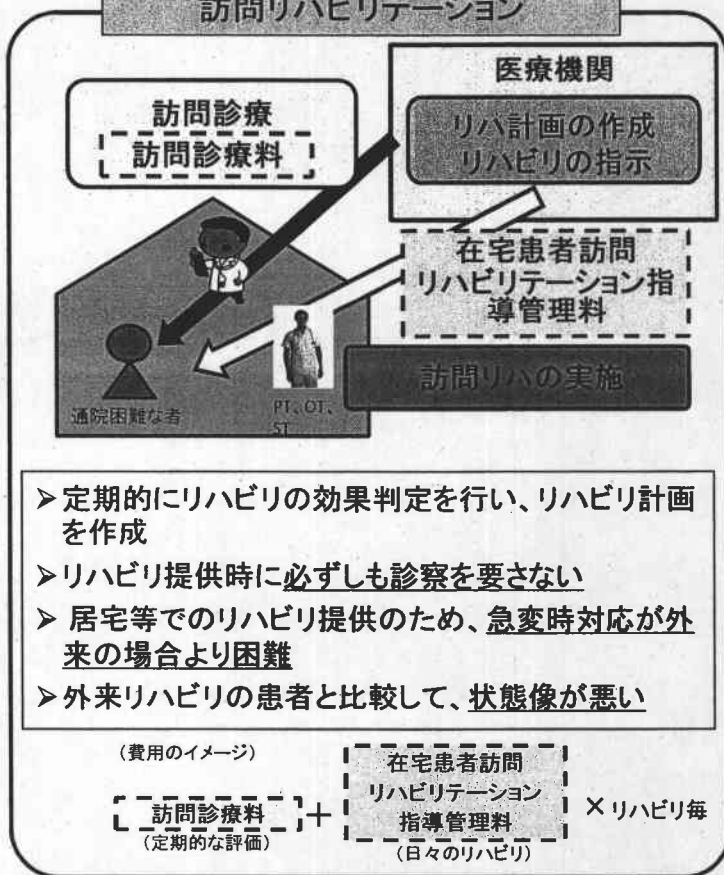 訪問リハビリテーション
医療機関
訪問診療
訪問診療料
リハ計画の作成
リハビリの指示
在宅患者訪問
リハビリテーション指
導管理料
訪問リハの実施
通院困難な者
PT、OT、
ST
➢定期的にリハビリの効果判定を行い、リハビリ計画
を作成
➢リハビリ提供時に必ずしも診察を要さない
➢ 居宅等でのリハビリ提供のため、急変時対応が外
来の場合より困難
➢外来リハビリの患者と比較して、状態像が悪い
(費用のイメージ)
訪問診療料
(定期的な評価)
+
在宅患者訪問
リハビリテーション
指導管理料
(日々のリハビリ)
× リハビリ毎